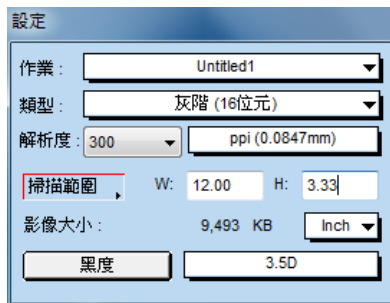 設定
作業 : Untitled1
類型 : 灰階 (16位元)
解析度 : 300 ppi (0.0847mm)
掃描範圍 W: 12.00 H: 3.33
影像大小 : 9,493 KB Inch
黑度 3.5D